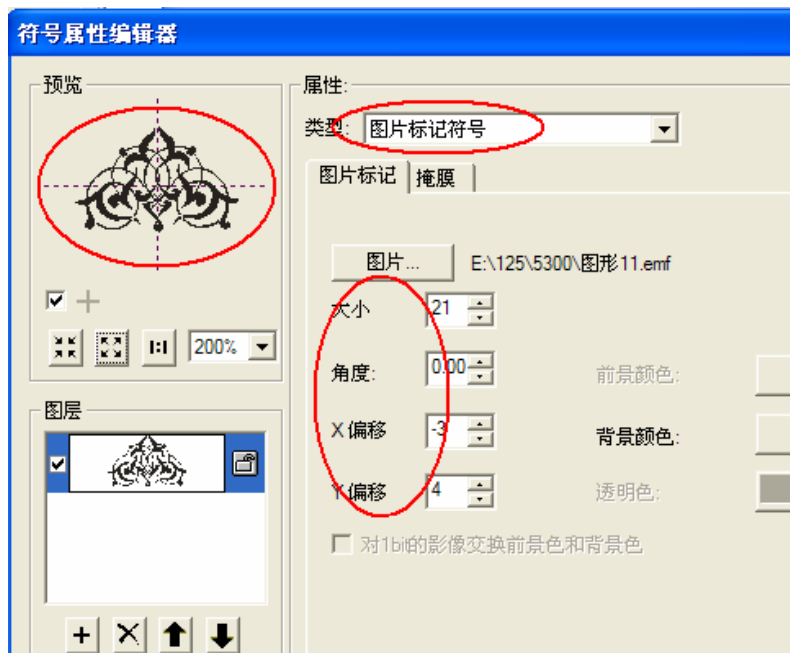 符号属性编辑器
预览
200%
图层
属性:
类型: 图片标记符号
图片标记 掩膜
图片... E:\125\5300\图形11.emf
大小 21
角度: 0.00 前景颜色:
X偏移 -3 背景颜色:
Y偏移 4 透明色:
对1bit的影像交换前景色和背景色